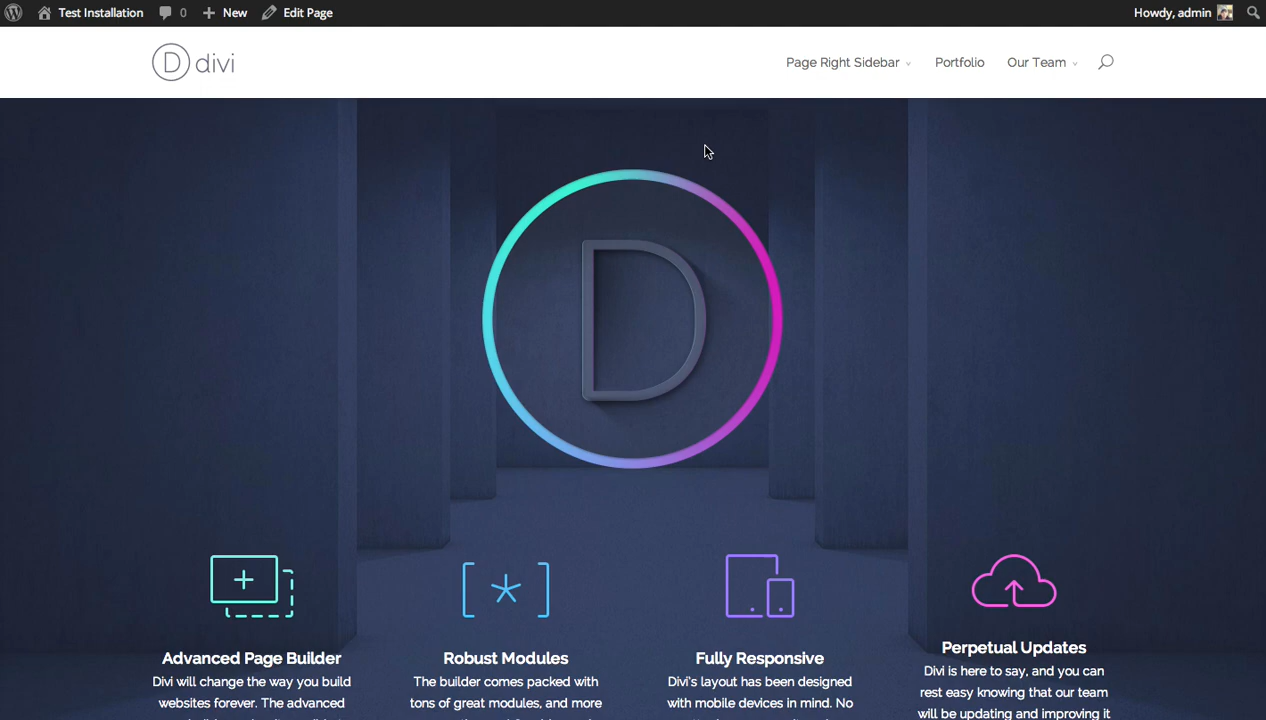 Test Installation 0 New Edit Page Howdy, admin
D divi Page Right Sidebar Portfolio Our Team
D
Advanced Page Builder
Divi will change the way you build
websites forever. The advanced
Robust Modules
The builder comes packed with
tons of great modules, and more
Fully Responsive
Divi's layout has been designed
with mobile devices in mind. No
Perpetual Updates
Divi is here to say, and you can
rest easy knowing that our team
will be updating and improving it